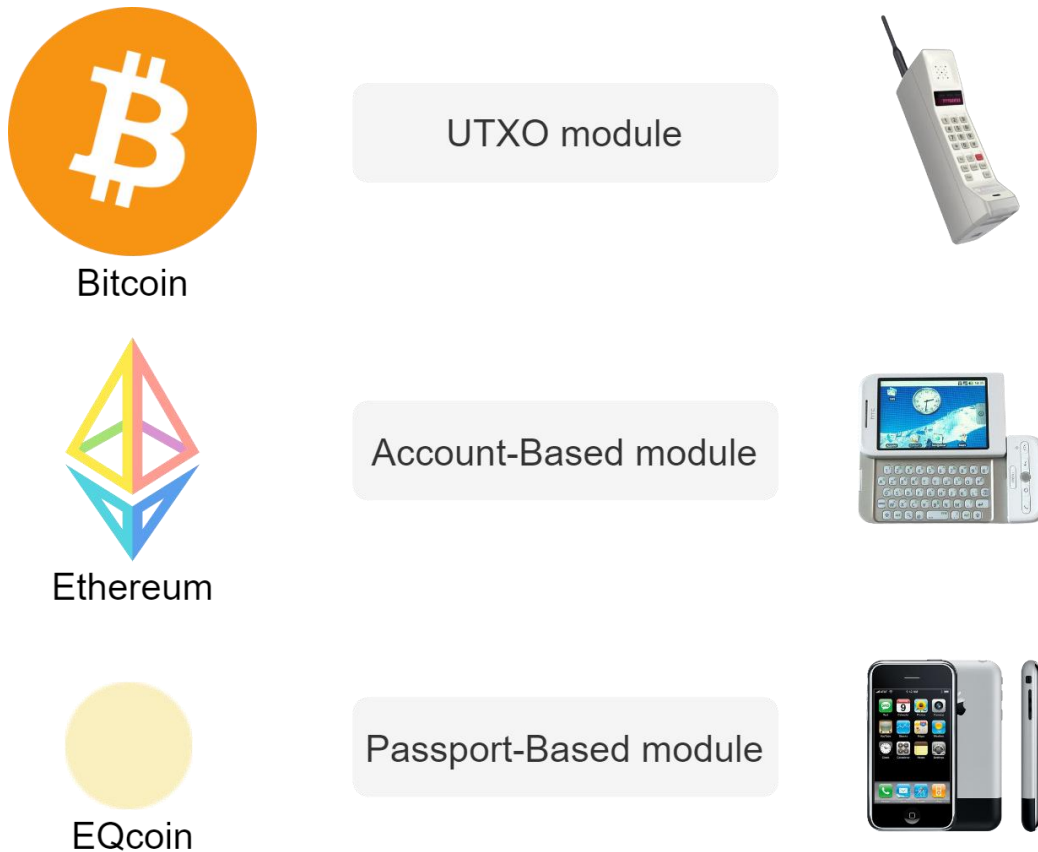 UTXO module
Bitcoin
Account-Based module
Ethereum
Passport-Based module
EQcoin